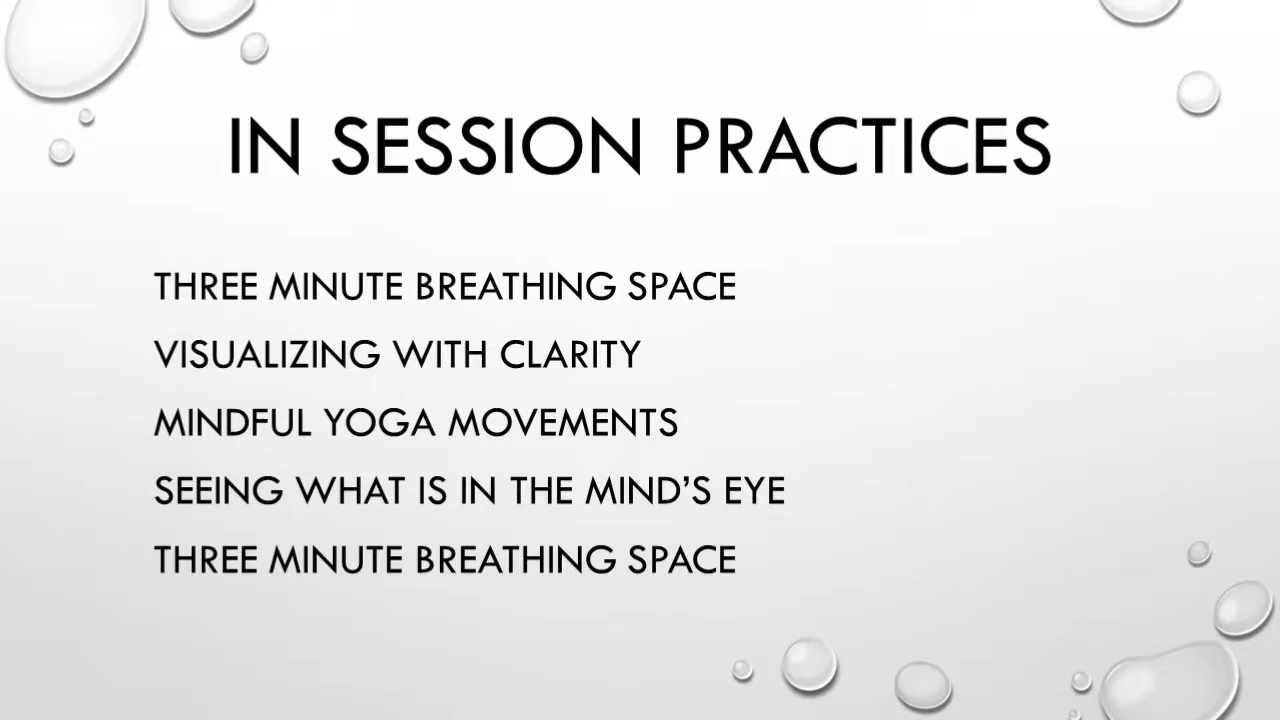 IN SESSION PRACTICES
THREE MINUTE BREATHING SPACE
VISUALIZING WITH CLARITY
MINDFUL YOGA MOVEMENTS
SEEING WHAT IS IN THE MIND’S EYE
THREE MINUTE BREATHING SPACE